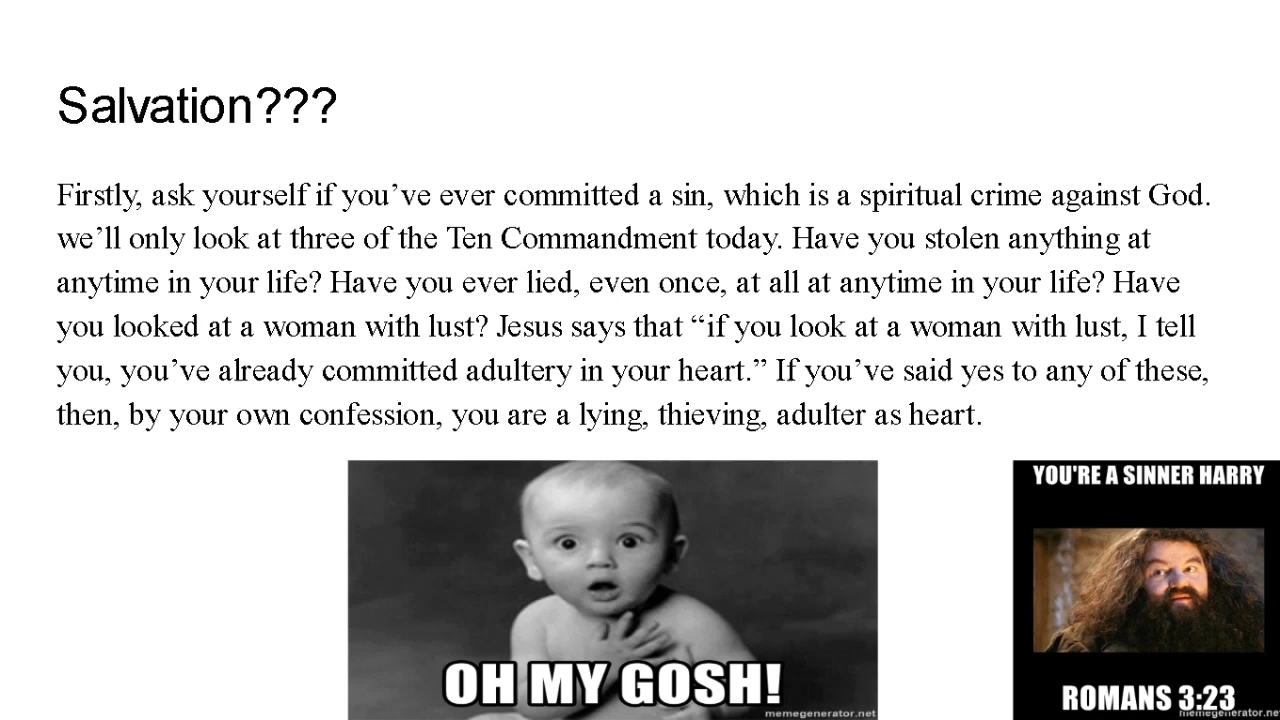 Salvation???
Firstly, ask yourself if you’ve ever committed a sin, which is a spiritual crime against God.
we’ll only look at three of the Ten Commandment today. Have you stolen anything at
anytime in your life? Have you ever lied, even once, at all at anytime in your life? Have
you looked at a woman with lust? Jesus says that “if you look at a woman with lust, I tell
you, you’ve already committed adultery in your heart.” If you’ve said yes to any of these,
then, by your own confession, you are a lying, thieving, adulter as heart.
OH MY GOSH!
memegenerator.net
YOU'RE A SINNER HARRY
ROMANS 3:23
memegenerator.ne